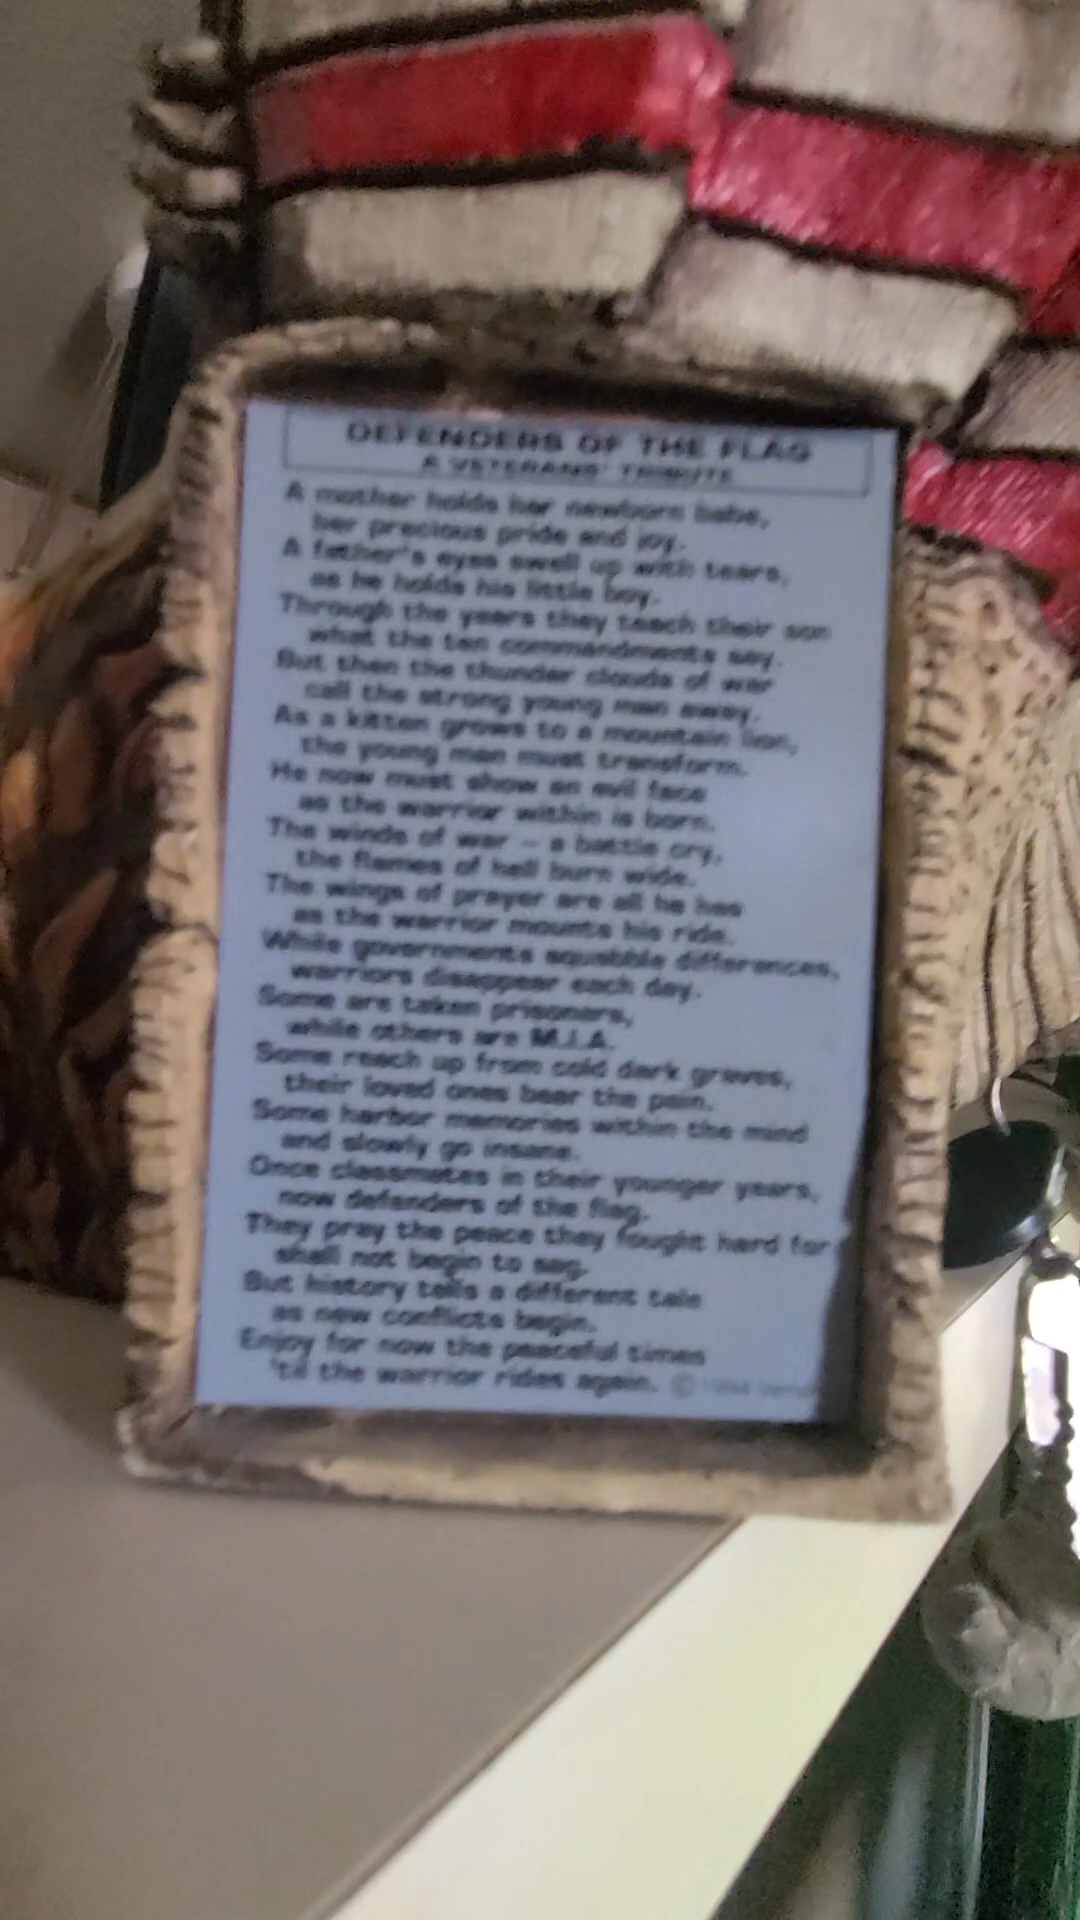 DEFENDERS OF THE FLAG
A VETERANS' TRIBUTE
A mother holds her newborn babe,
her precious pride and joy.
A father's eyes swell up with tears,
as he holds his little boy.
Through the years they teach their son
what the ten commandments say.
But then the thunder clouds of war
call the strong young man away.
As a kitten grows to a mountain lion,
the young man must transform.
He now must show an evil face
as the warrior within is born.
The winds of war – a battle cry,
the flames of hell burn wide.
The wings of prayer are all he has
as the warrior mounts his ride.
While governments squabble differences,
warriors disappear each day.
Some are taken prisoners,
while others are M.I.A.
Some reach up from cold dark graves,
their loved ones bear the pain.
Some harbor memories within the mind
and slowly go insane.
Once classmates in their younger years,
now defenders of the flag.
They pray the peace they fought hard for
shall not begin to sag.
But history tells a different tale
as new conflicts begin.
Enjoy for now the peaceful times
'til the warrior rides again. ©